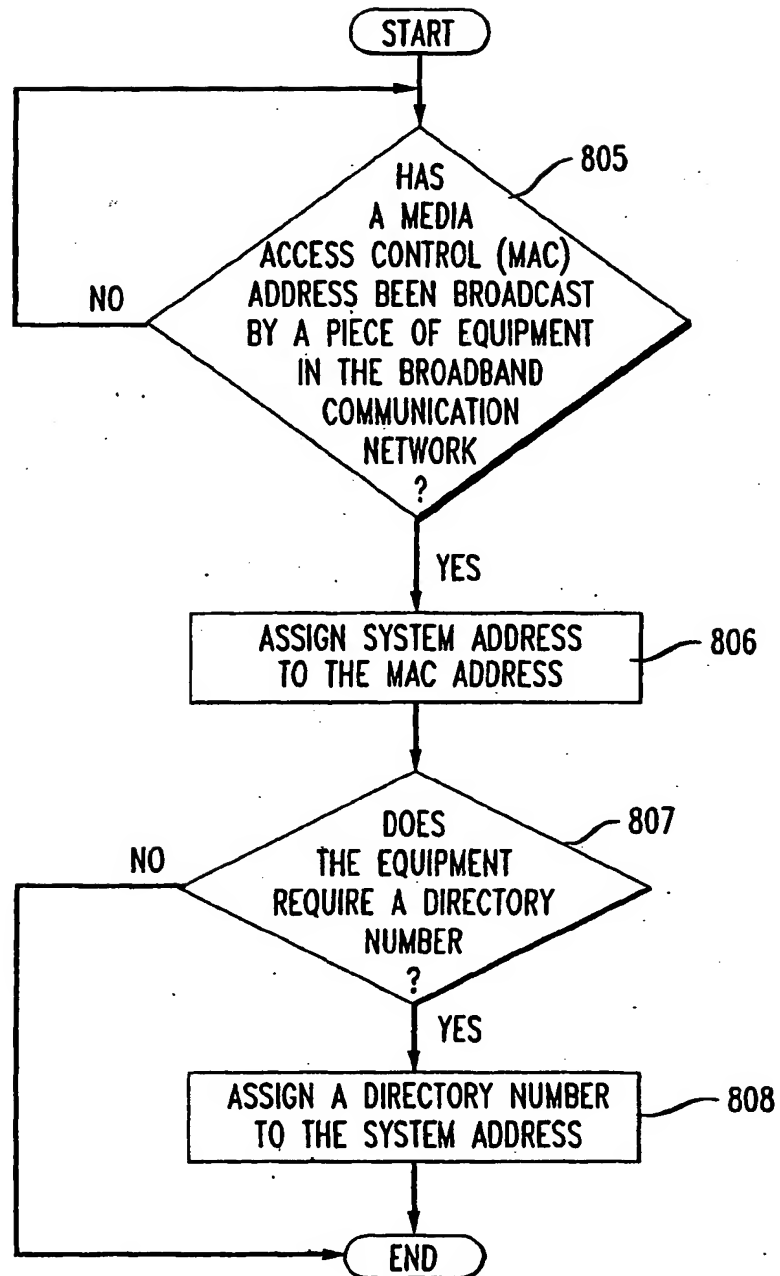 START
805
HAS
A MEDIA
ACCESS CONTROL (MAC)
ADDRESS BEEN BROADCAST
BY A PIECE OF EQUIPMENT
IN THE BROADBAND
COMMUNICATION
NETWORK
?
NO
YES
ASSIGN SYSTEM ADDRESS
TO THE MAC ADDRESS
806
DOES
THE EQUIPMENT
REQUIRE A DIRECTORY
NUMBER
?
807
NO
YES
ASSIGN A DIRECTORY NUMBER
TO THE SYSTEM ADDRESS
808
END